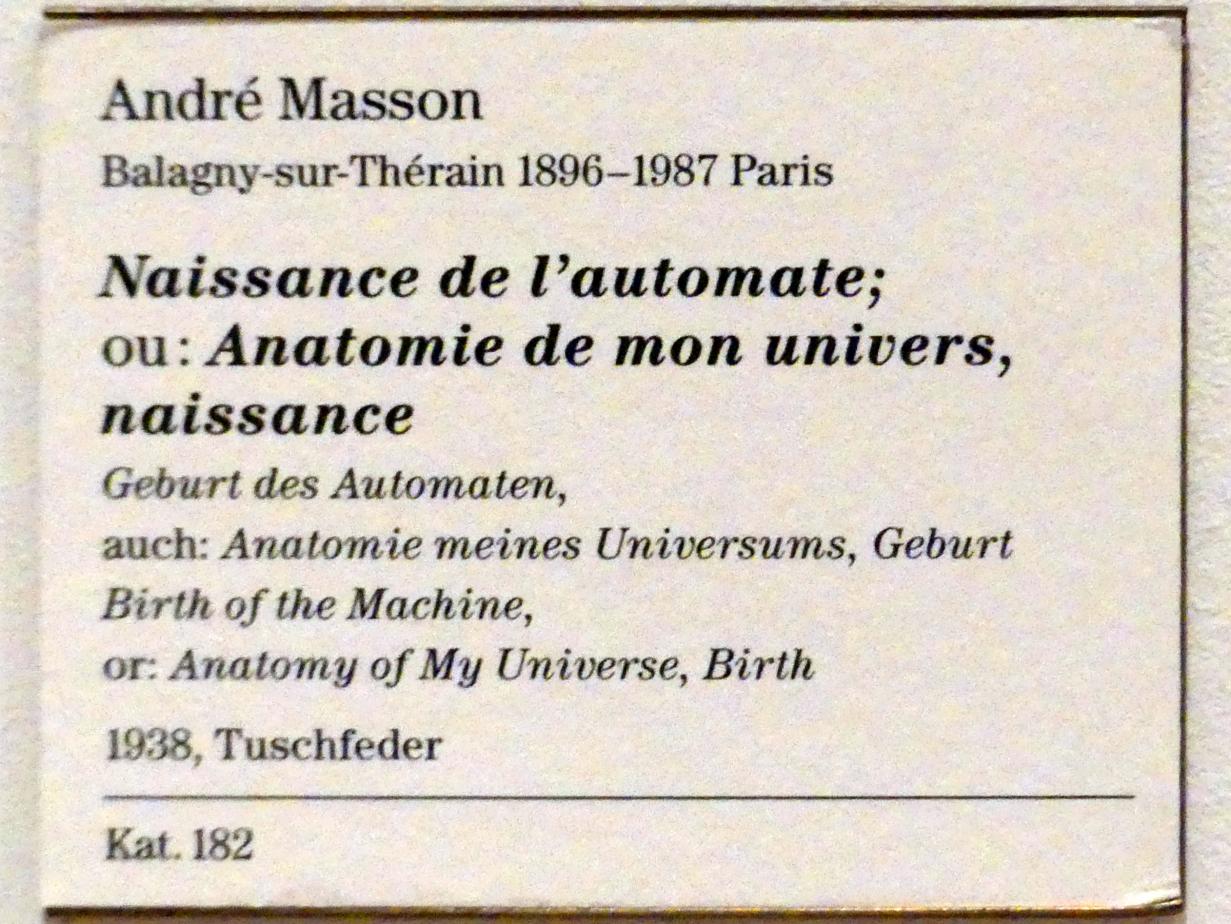 André Masson
Balagny-sur-Thérain 1896–1987 Paris
Naissance de l’automate;
ou: Anatomie de mon univers,
naissance
Geburt des Automaten,
auch: Anatomie meines Universums, Geburt
Birth of the Machine,
or: Anatomy of My Universe, Birth
1938, Tuschfeder
Kat. 182